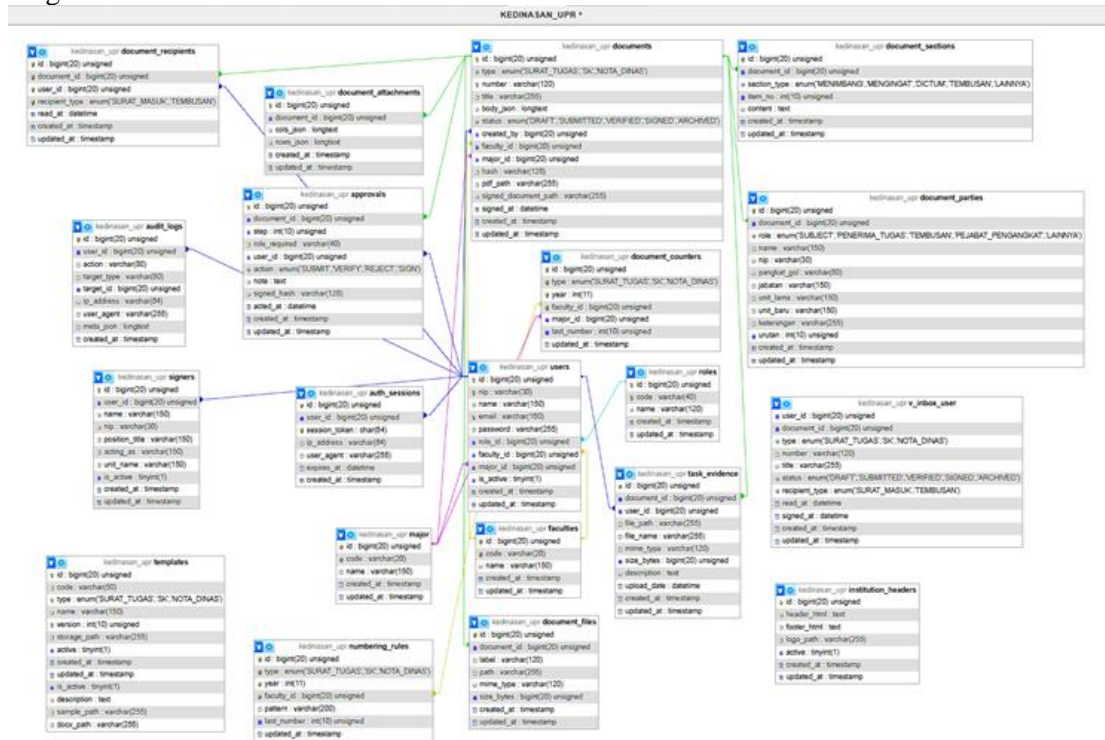 KEDINASAN_UPR *
kedinasan_upr document_recipients
id : bigint(20) unsigned
document_id : bigint(20) unsigned
user_id : bigint(20) unsigned
recipient_type : enum('SURAT_MASUK','TEMBUSAN')
read_at : datetime
created_at : timestamp
updated_at : timestamp
kedinasan_upr document_attachments
id : bigint(20) unsigned
document_id : bigint(20) unsigned
cols_json : longtext
rows_json : longtext
created_at : timestamp
updated_at : timestamp
kedinasan_upr documents
id : bigint(20) unsigned
type : enum('SURAT_TUGAS','SK','NOTA_DINAS')
number : varchar(120)
title : varchar(255)
body_json : longtext
status : enum('DRAFT','SUBMITTED','VERIFIED','SIGNED','ARCHIVED')
created_by : bigint(20) unsigned
faculty_id : bigint(20) unsigned
major_id : bigint(20) unsigned
hash : varchar(128)
pdf_path : varchar(255)
signed_document_path : varchar(255)
signed_at : datetime
created_at : timestamp
updated_at : timestamp
kedinasan_upr document_sections
id : bigint(20) unsigned
document_id : bigint(20) unsigned
section_type : enum('MENIMBANG','MENGINGAT','DICTUM','TEMBUSAN','LAINNYA')
item_no : int(10) unsigned
content : text
created_at : timestamp
updated_at : timestamp
kedinasan_upr approvals
id : bigint(20) unsigned
document_id : bigint(20) unsigned
step : int(10) unsigned
role_required : varchar(40)
user_id : bigint(20) unsigned
action : enum('SUBMIT','VERIFY','REJECT','SIGN')
note : text
signed_hash : varchar(128)
acted_at : datetime
created_at : timestamp
updated_at : timestamp
kedinasan_upr audit_logs
id : bigint(20) unsigned
user_id : bigint(20) unsigned
action : varchar(80)
target_type : varchar(80)
target_id : bigint(20) unsigned
ip_address : varchar(64)
user_agent : varchar(255)
meta_json : longtext
created_at : timestamp
kedinasan_upr document_parties
id : bigint(20) unsigned
document_id : bigint(20) unsigned
role : enum('SUBJECT','PENERIMA_TUGAS','TEMBUSAN','PEJABAT_PENGANGKAT','LAINNYA')
name : varchar(150)
nip : varchar(30)
pangkat_gol : varchar(80)
jabatan : varchar(150)
unit_lama : varchar(150)
unit_baru : varchar(150)
keterangan : varchar(255)
urutan : int(10) unsigned
created_at : timestamp
updated_at : timestamp
kedinasan_upr document_counters
id : bigint(20) unsigned
type : enum('SURAT_TUGAS','SK','NOTA_DINAS')
year : int(11)
faculty_id : bigint(20) unsigned
major_id : bigint(20) unsigned
last_number : int(10) unsigned
kedinasan_upr signers
id : bigint(20) unsigned
user_id : bigint(20) unsigned
name : varchar(150)
nip : varchar(30)
position_title : varchar(150)
acting_as : varchar(150)
unit_name : varchar(150)
is_active : tinyint(1)
created_at : timestamp
updated_at : timestamp
kedinasan_upr auth_sessions
id : bigint(20) unsigned
user_id : bigint(20) unsigned
session_token : char(64)
ip_address : varchar(64)
user_agent : varchar(255)
expires_at : datetime
created_at : timestamp
kedinasan_upr users
id : bigint(20) unsigned
nip : varchar(30)
name : varchar(150)
email : varchar(160)
password : varchar(255)
role_id : bigint(20) unsigned
faculty_id : bigint(20) unsigned
major_id : bigint(20) unsigned
is_active : tinyint(1)
created_at : timestamp
updated_at : timestamp
kedinasan_upr roles
id : bigint(20) unsigned
code : varchar(40)
name : varchar(120)
created_at : timestamp
updated_at : timestamp
kedinasan_upr v_inbox_user
user_id : bigint(20) unsigned
document_id : bigint(20) unsigned
type : enum('SURAT_TUGAS','SK','NOTA_DINAS')
number : varchar(120)
title : varchar(255)
status : enum('DRAFT','SUBMITTED','VERIFIED','SIGNED','ARCHIVED')
recipient_type : enum('SURAT_MASUK','TEMBUSAN')
read_at : datetime
signed_at : datetime
created_at : timestamp
updated_at : timestamp
kedinasan_upr task_evidence
id : bigint(20) unsigned
document_id : bigint(20) unsigned
user_id : bigint(20) unsigned
file_path : varchar(255)
file_name : varchar(255)
mime_type : varchar(120)
size_bytes : bigint(20) unsigned
description : text
upload_date : datetime
created_at : timestamp
updated_at : timestamp
kedinasan_upr major
id : bigint(20) unsigned
code : varchar(20)
name : varchar(150)
created_at : timestamp
updated_at : timestamp
kedinasan_upr faculties
id : bigint(20) unsigned
code : varchar(20)
name : varchar(150)
created_at : timestamp
updated_at : timestamp
kedinasan_upr templates
id : bigint(20) unsigned
code : varchar(50)
type : enum('SURAT_TUGAS','SK','NOTA_DINAS')
name : varchar(150)
version : int(10) unsigned
storage_path : varchar(255)
active : tinyint(1)
created_at : timestamp
updated_at : timestamp
is_active : tinyint(1)
description : text
sample_path : varchar(255)
docx_path : varchar(255)
kedinasan_upr institution_headers
id : bigint(20) unsigned
header_html : text
footer_html : text
logo_path : varchar(255)
active : tinyint(1)
created_at : timestamp
updated_at : timestamp
kedinasan_upr numbering_rules
id : bigint(20) unsigned
type : enum('SURAT_TUGAS','SK','NOTA_DINAS')
year : int(11)
faculty_id : bigint(20) unsigned
pattern : varchar(200)
last_number : int(10) unsigned
updated_at : timestamp
kedinasan_upr document_files
id : bigint(20) unsigned
document_id : bigint(20) unsigned
label : varchar(120)
path : varchar(255)
mime_type : varchar(120)
size_bytes : bigint(20) unsigned
created_at : timestamp
updated_at : timestamp